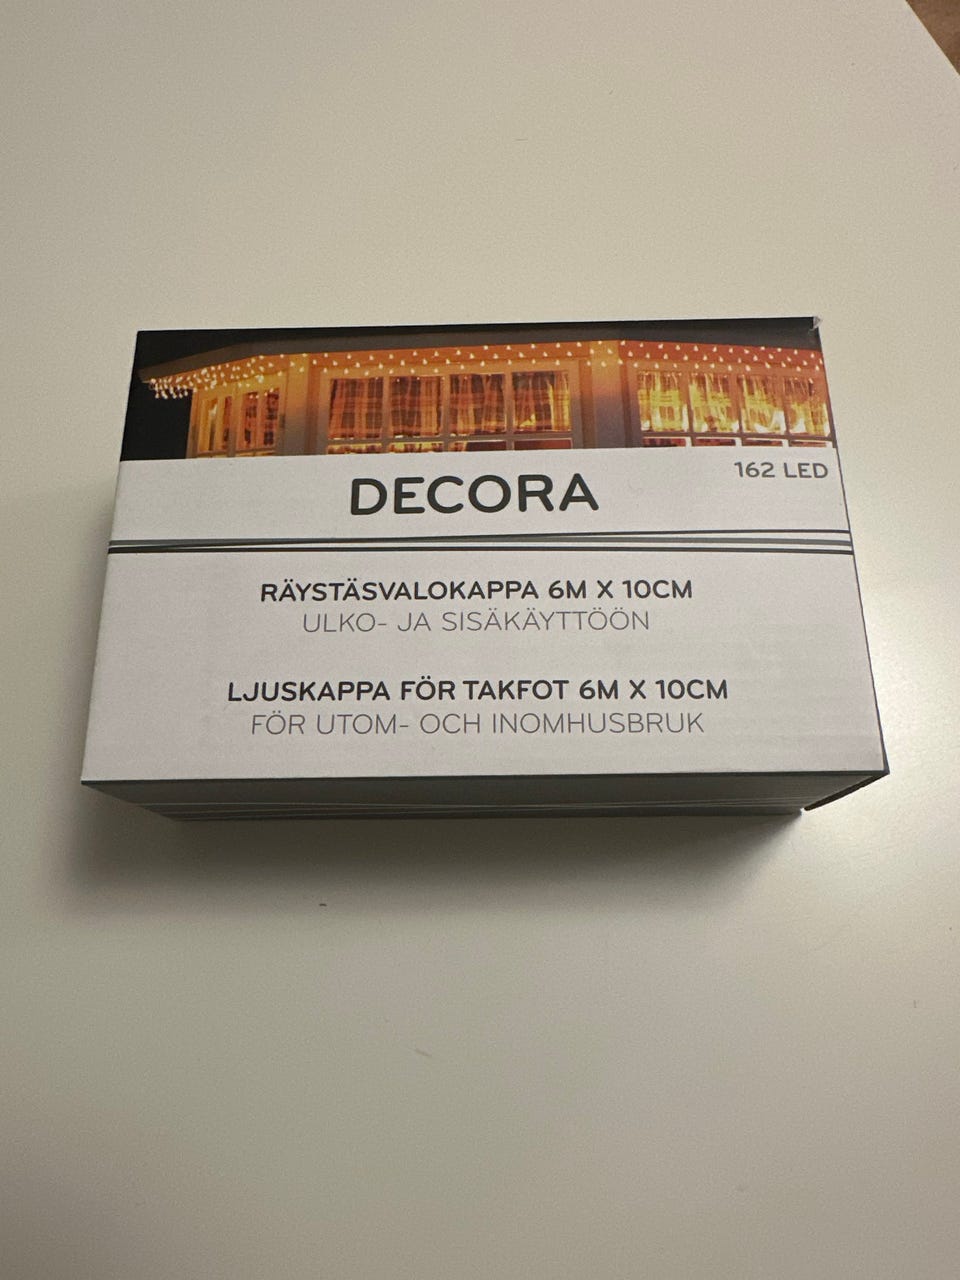 162 LED
DECORA
RÄYSTÄSVALOKAPPA 6M X 10CM
ULKO- JA SISÄKÄYTTÖÖN
LJUSKAPPA FÖR TAKFOT 6M X 10CM
FÖR UTOM- OCH INOMHUSBRUK